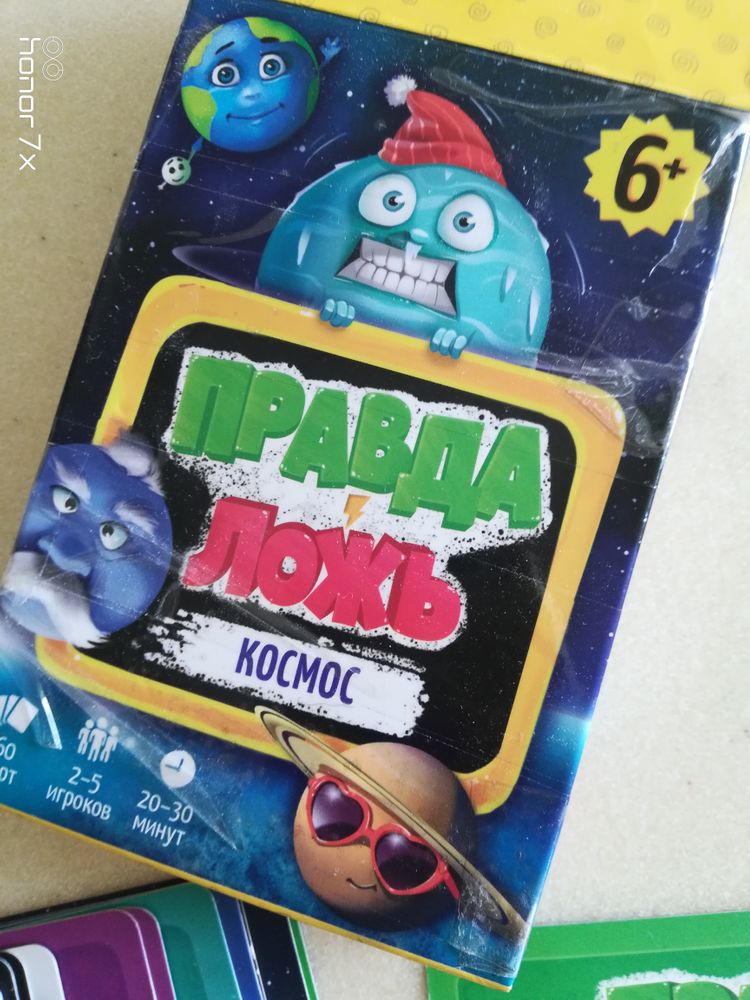 honor 7x
6+
ПРАВДА
ЛОЖЬ
КОСМОС
2-5
игроков
20-30
минут